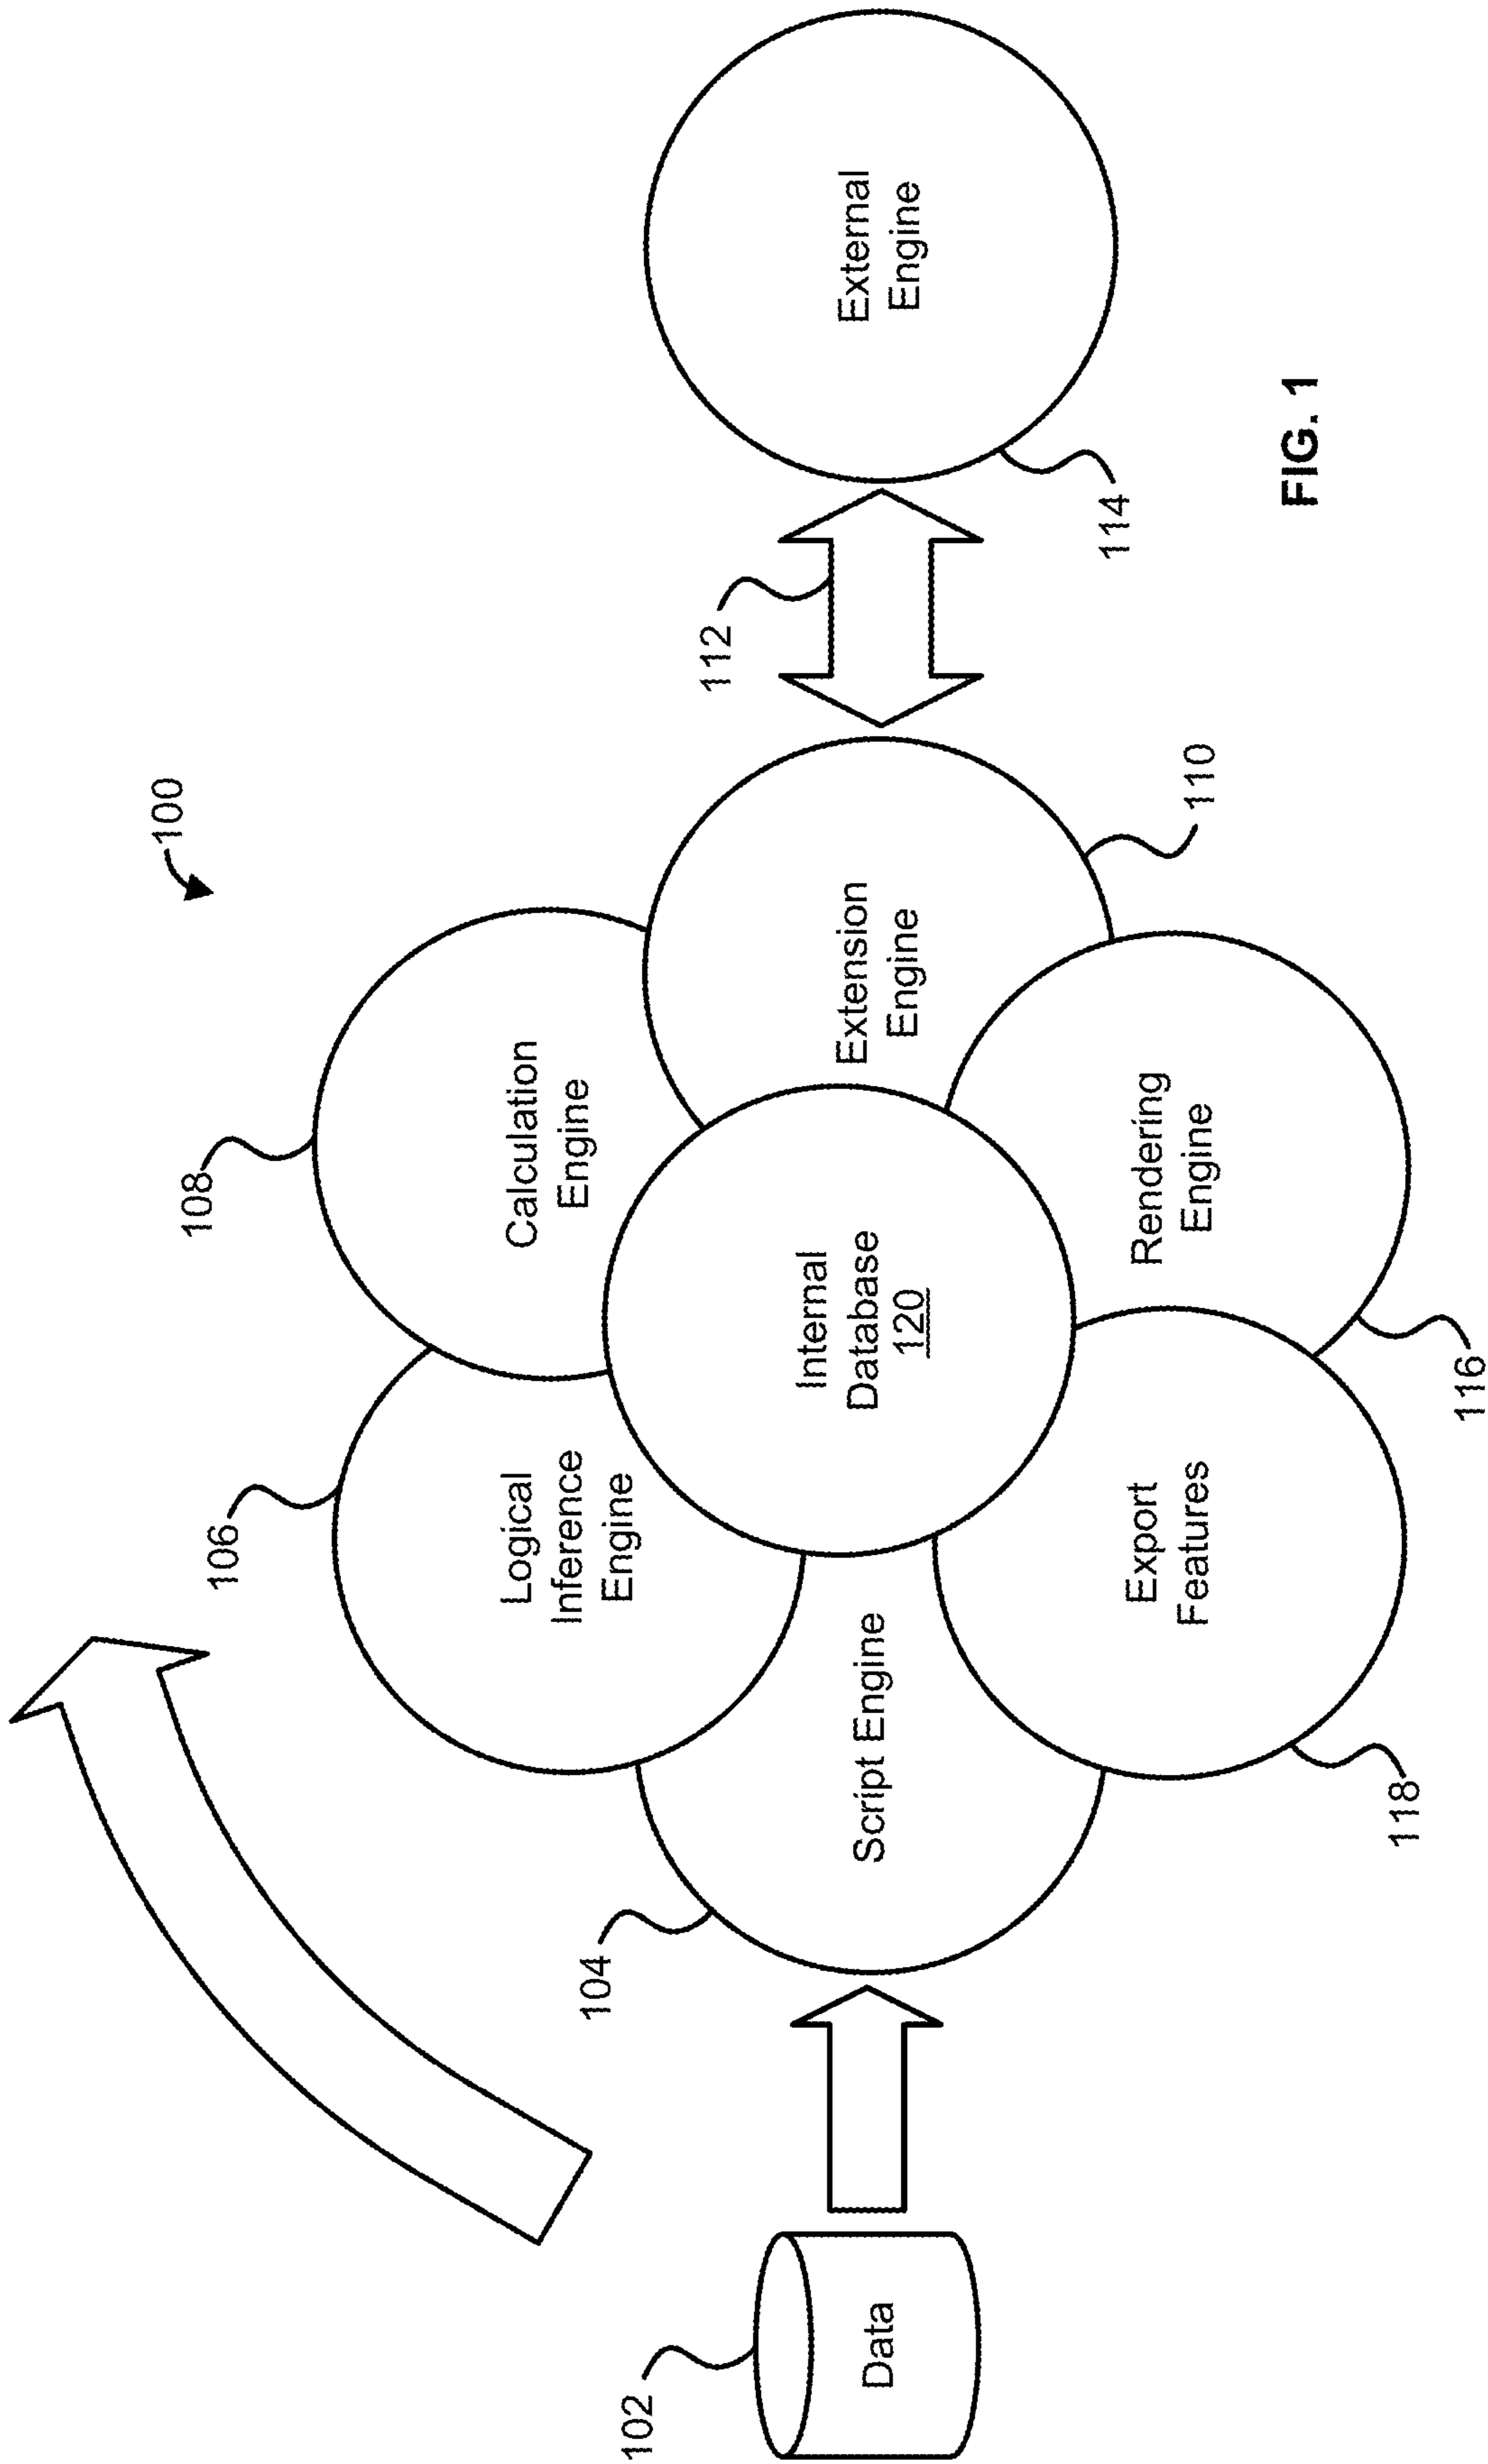 100
108
Calculation
Engine
106
Logical
Inference
Engine
112
External
Engine
114
Extension
Engine
110
Internal
Database
120
104
Script Engine
102
Data
Rendering
Engine
116
Export
Features
118
FIG. 1